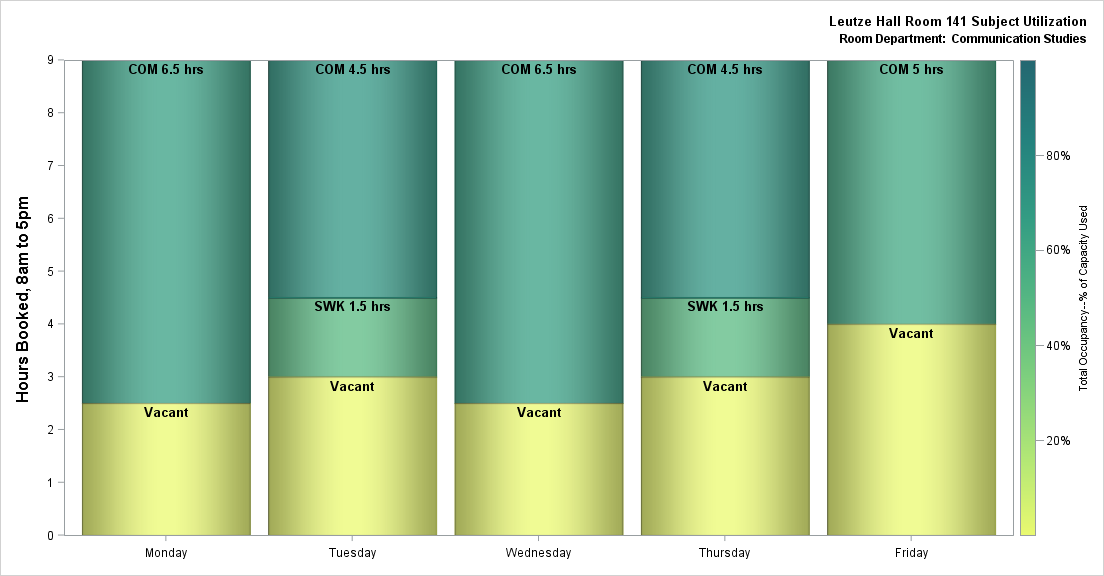 Leutze Hall Room 141 Subject Utilization
Room Department: Communication Studies
Hours Booked, 8am to 5pm
9
8
7
6
5
4
3
2
1
0
COM 6.5 hrs
Vacant
COM 4.5 hrs
SWK 1.5 hrs
Vacant
COM 6.5 hrs
Vacant
COM 4.5 hrs
SWK 1.5 hrs
Vacant
COM 5 hrs
Vacant
Monday
Tuesday
Wednesday
Thursday
Friday
80%
60%
40%
20%
Total Occupancy--% of Capacity Used